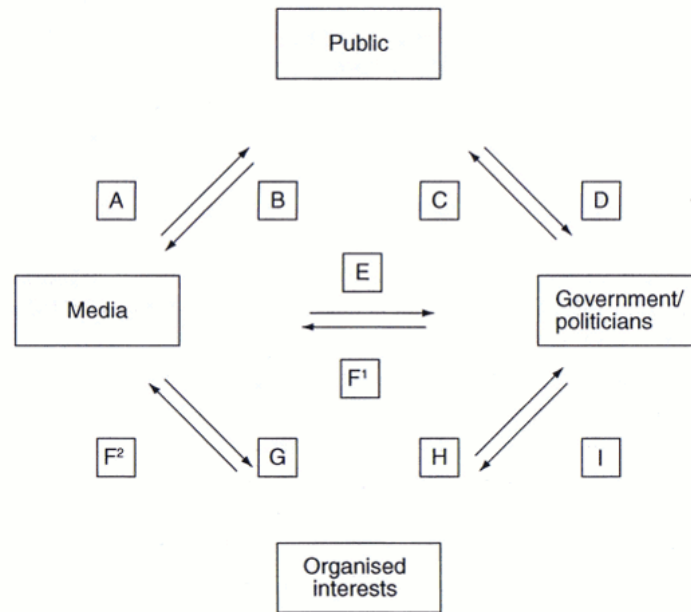 Public
A
B
C
D
E
Media
Government/
politicians
F¹
F²
G
H
I
Organised
interests